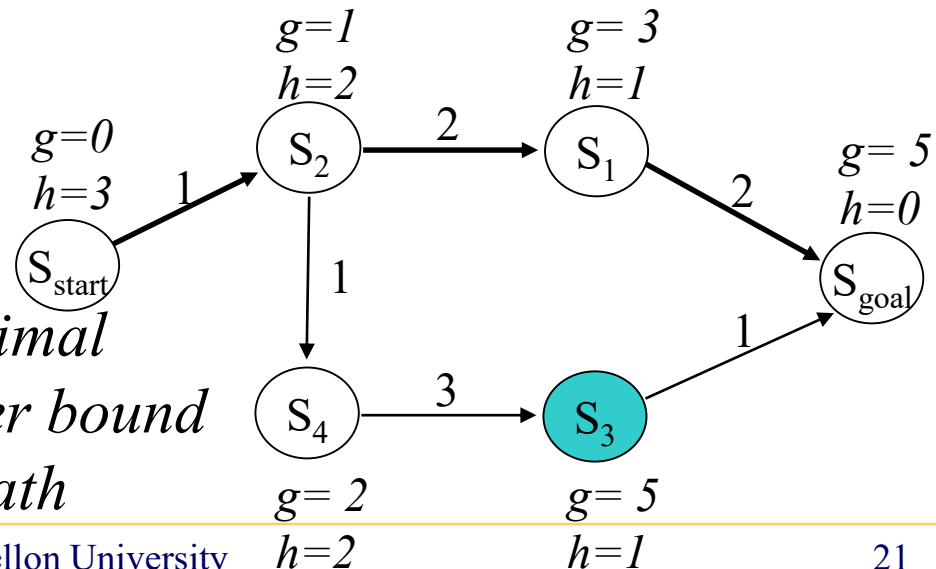 g=1
h=2
g= 3
h=1
g=0
h=3
g= 5
h=0
S2
2
S1
1
2
Sstart
Sgoal
1
1
S4
3
S3
g= 2
h=2
g= 5
h=1
imal
er bound
ath
ellon University
21